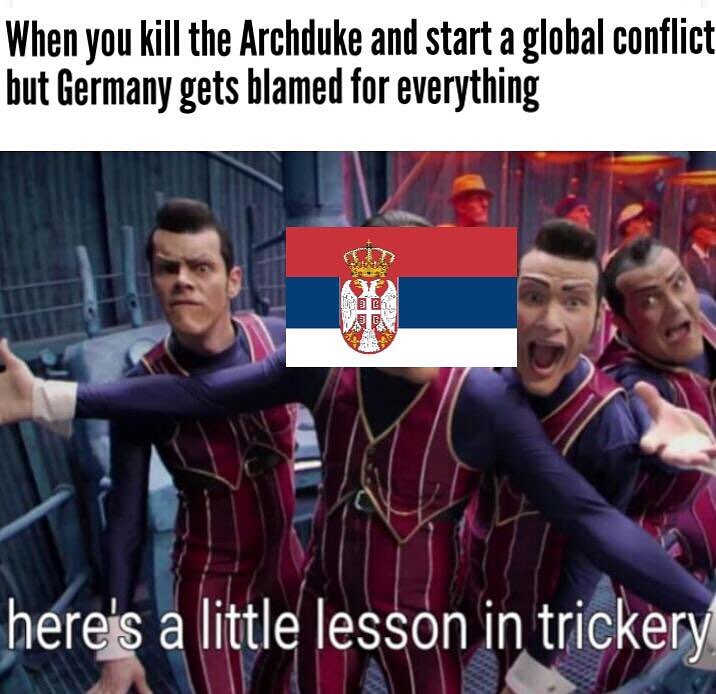 When you kill the Archduke and start a global conflict
but Germany gets blamed for everything
here's a little lesson in trickery